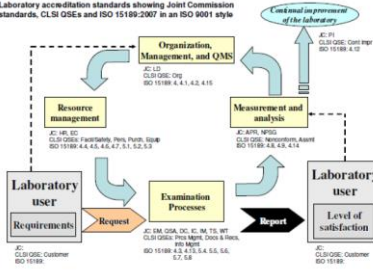 Laboratory accreditation standards showing Joint Commission
standards, CLSI QSEs and ISO 15189:2007 in an ISO 9001 style
Continual improvement
of the laboratory
JC: PI
CLSI QSE: Cont Impr
ISO 15189: 4.12
Organization,
Management, and QMS
JC: LD
CLSI QSE: Org
ISO 15189: 4, 4.1, 4.2, 4.15
Resource
management
JC: HR, EC
CLSI QSEs: Facil/Safety, Pers, Purch, Equip
ISO 15189: 4.4, 4.5, 4.6, 4.7, 5.1, 5.2, 5.3
Measurement and
analysis
JC: APR, NPSG
CLSI QSEs: Nonconform, Assmt
ISO 15189: 4.8, 4.9, 4.14
Laboratory
user
Requirements
JC:
CLSI QSE: Customer
ISO 15189:
Request
Examination
Processes
JC: EM, QSA, DC, IC, IM, TS, WT
CLSI QSEs: Prcs Mgmt, Docs & Recs,
Info Mgmt
ISO 15189: 4.3, 4.13, 5.4, 5.5, 5.6,
5.7, 5.8
Report
Laboratory
user
Level of
satisfaction
JC:
CLSI QSE: Customer
ISO 15189: